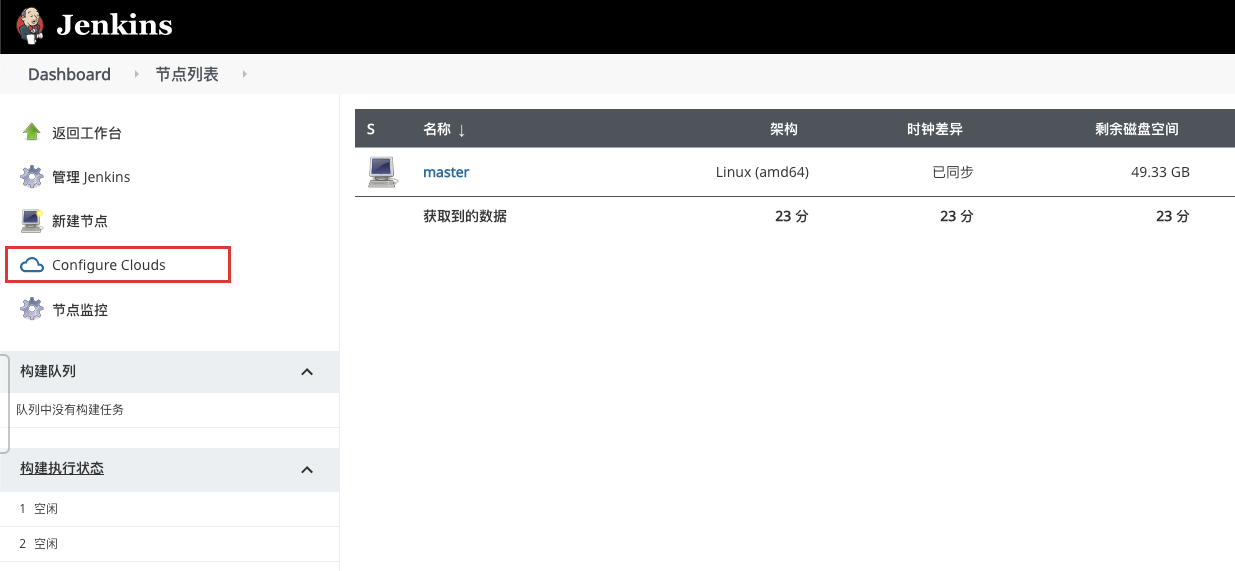 Jenkins
Dashboard 节点列表
返回工作台
管理 Jenkins
新建节点
Configure Clouds
节点监控
构建队列
队列中没有构建任务
构建执行状态
1 空闲
2 空闲
S 名称 ↓ 架构 时钟差异 剩余磁盘空间
master Linux (amd64) 已同步 49.33 GB
获取到的数据 23 分 23 分 23 分